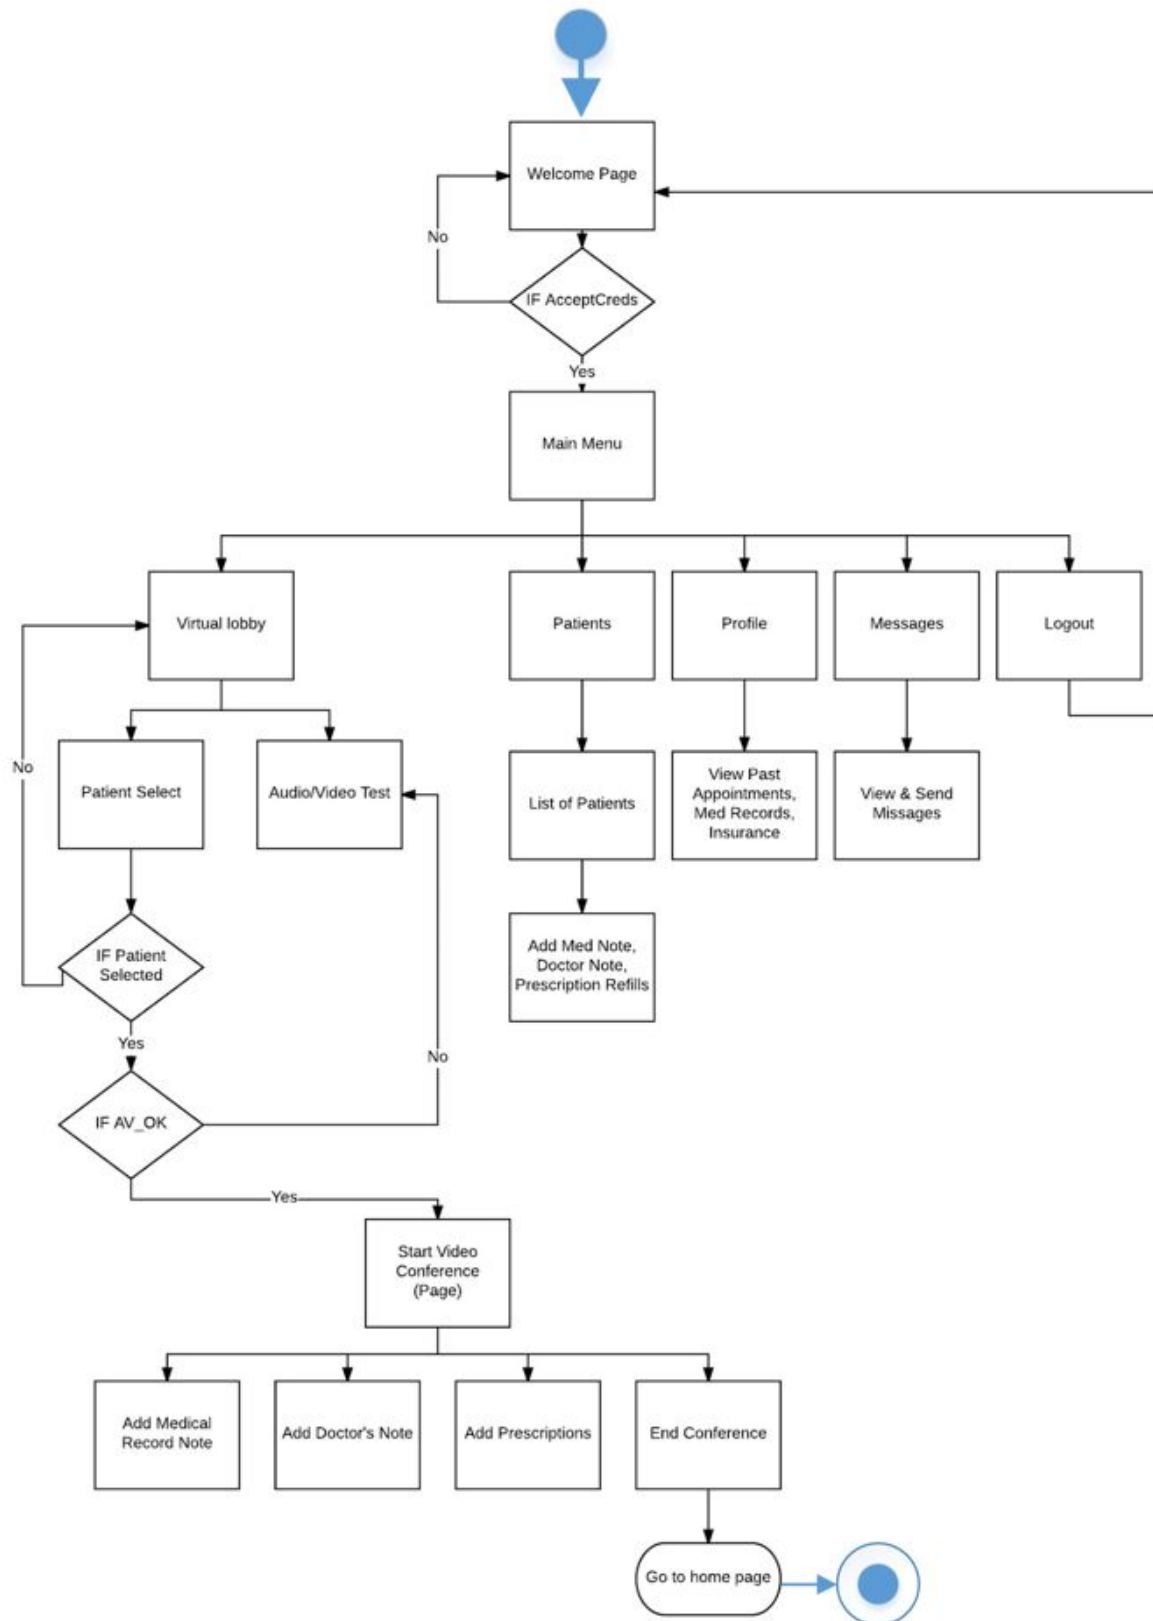 Welcome Page
No
IF AcceptCreds
Yes
Main Menu
Virtual lobby
Patients
Profile
Messages
Logout
No
Patient Select
Audio/Video Test
List of Patients
View Past
Appointments,
Med Records,
Insurance
View & Send
Missages
IF Patient
Selected
Add Med Note,
Doctor Note,
Prescription Refills
Yes
No
IF AV_OK
Yes
Start Video
Conference
(Page)
Add Medical
Record Note
Add Doctor's Note
Add Prescriptions
End Conference
Go to home page